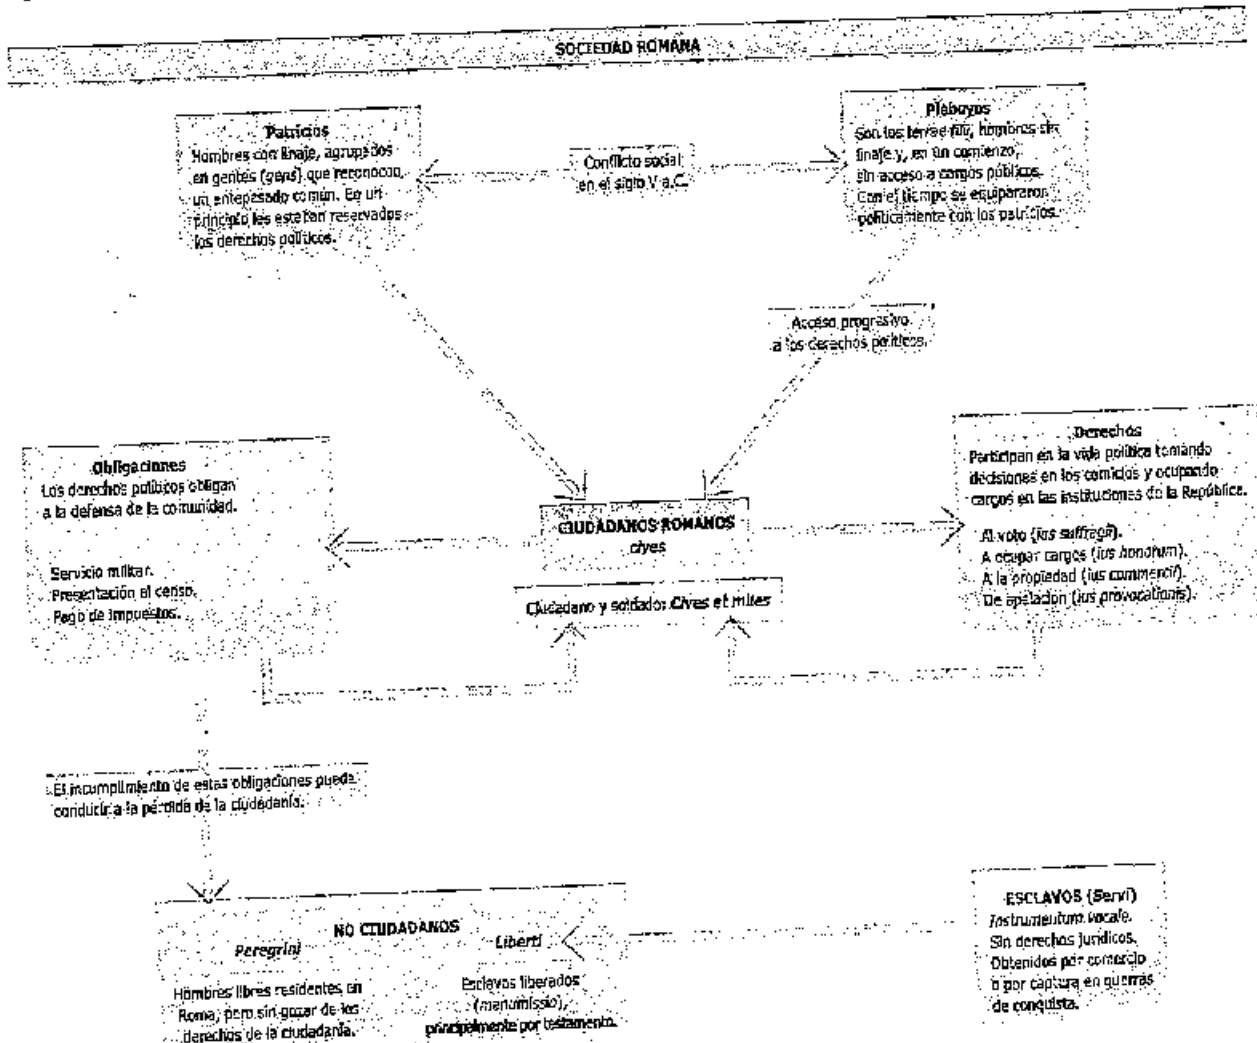 SOCIEDAD ROMANA
Patricios
Hombres con linaje, agrupados
en gentes (gens) que reconocen
un antepasado común. En un
principio les estaban reservados
los derechos políticos.
Conflicto social
en el siglo V a.C.
Plebeyos
Son los terrae filii, hombres sin
linaje y, en un comienzo,
sin acceso a cargos públicos.
Con el tiempo se equipararon
políticamente con los patricios.
Acceso progresivo
a los derechos políticos.
Obligaciones
Los derechos políticos obligan
a la defensa de la comunidad.
Servicio militar.
Presentación al censo.
Pago de impuestos.
CIUDADANOS ROMANOS
cives
Ciudadano y soldado: Cives et miles
Derechos
Participan en la vida política tomando
decisiones en los comicios y ocupando
cargos en las instituciones de la República.
Al voto (ius suffragii).
A ocupar cargos (ius honorum).
A la propiedad (ius commercii).
De apelación (ius provocationis).
El incumplimiento de estas obligaciones puede
conducir a la pérdida de la ciudadanía.
NO CIUDADANOS
Peregrini
Hombres libres residentes en
Roma, pero sin gozar de los
derechos de la ciudadanía.
Liberti
Esclavos liberados
(manumissio),
principalmente por testamento.
ESCLAVOS (Servi)
Instrumentum vocale.
Sin derechos jurídicos.
Obtenidos por comercio
o por captura en guerras
de conquista.